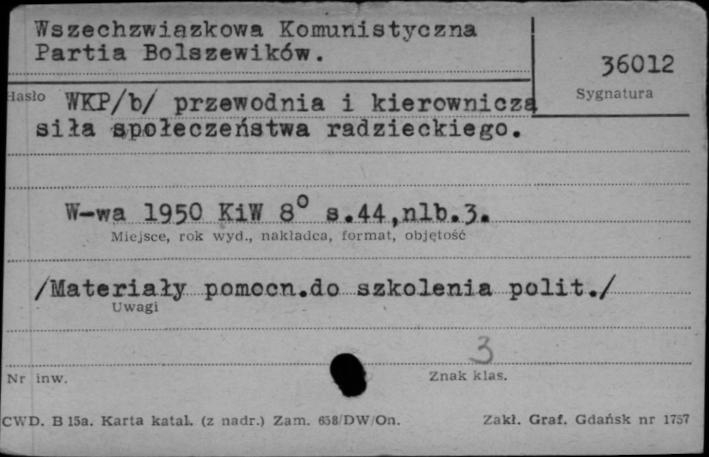 Wszechzwiązkowa Komunistyczna
Partia Bolszewików.
36012
Hasło
Sygnatura
WKP/b/ przewodnia i kierowniczą
siła społeczeństwa radzieckiego.
W-wa 1950 KiW 8° s.44,nlb.3.
Miejsce, rok wyd., nakładca, format, objętość
/Materiały pomocn.do szkolenia polit./
Uwagi
3
Nr inw.
Znak klas.
CWD. B 15a. Karta katal. (z nadr.) Zam. 658/DW/On.
Zakł. Graf. Gdańsk nr 1757